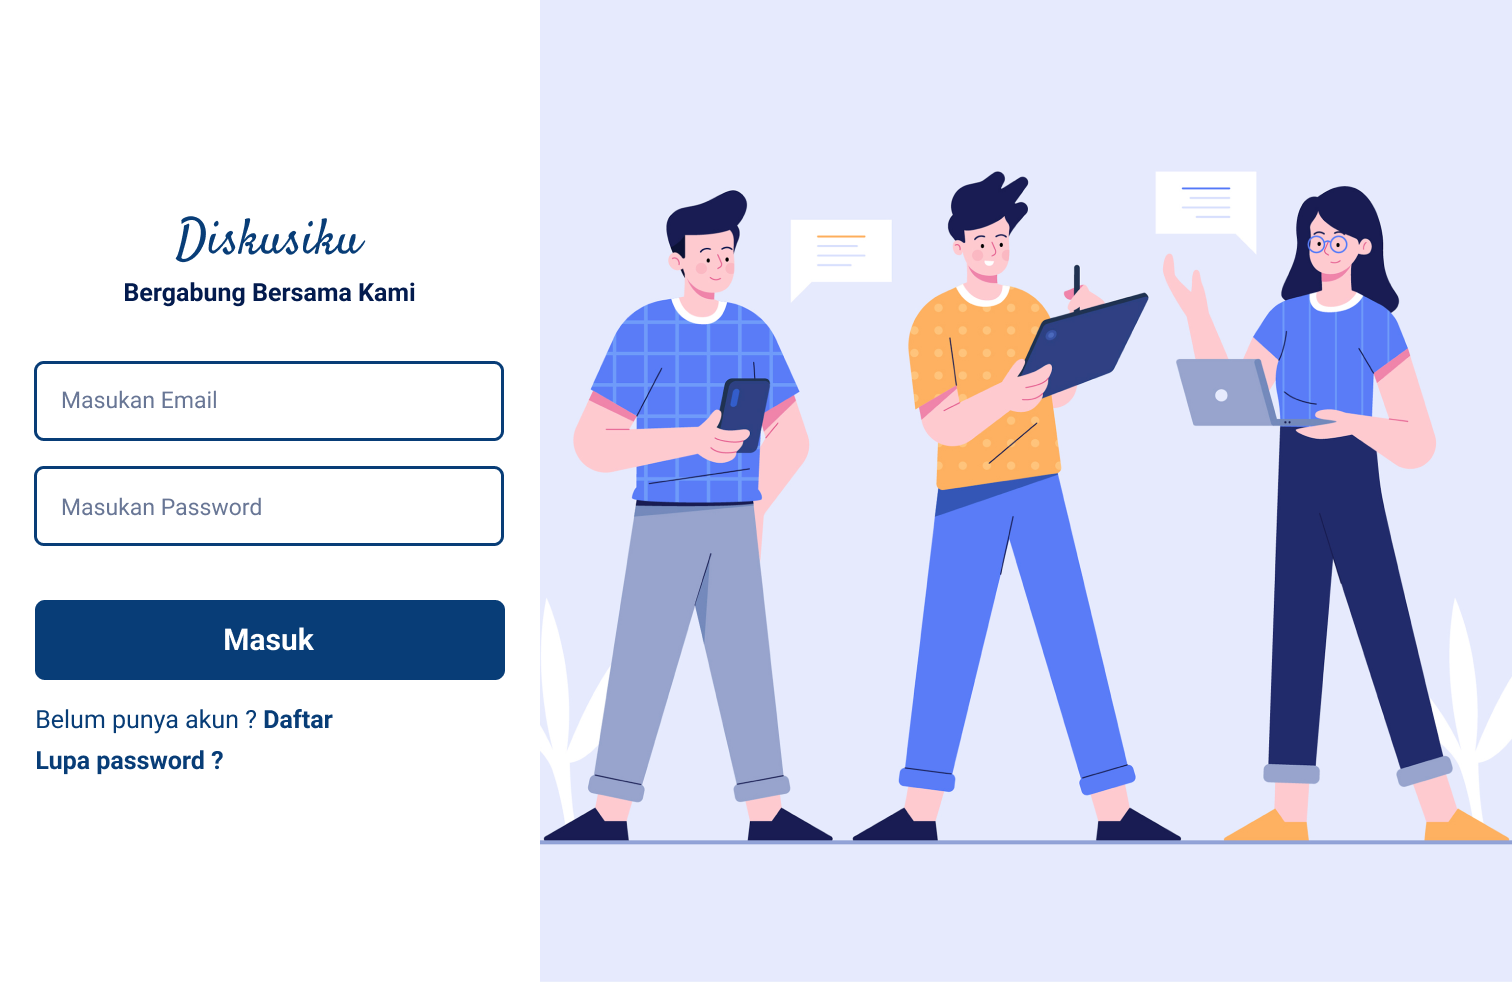 Diskusiku
Bergabung Bersama Kami
Masukan Email
Masukan Password
Masuk
Belum punya akun ? Daftar
Lupa password ?